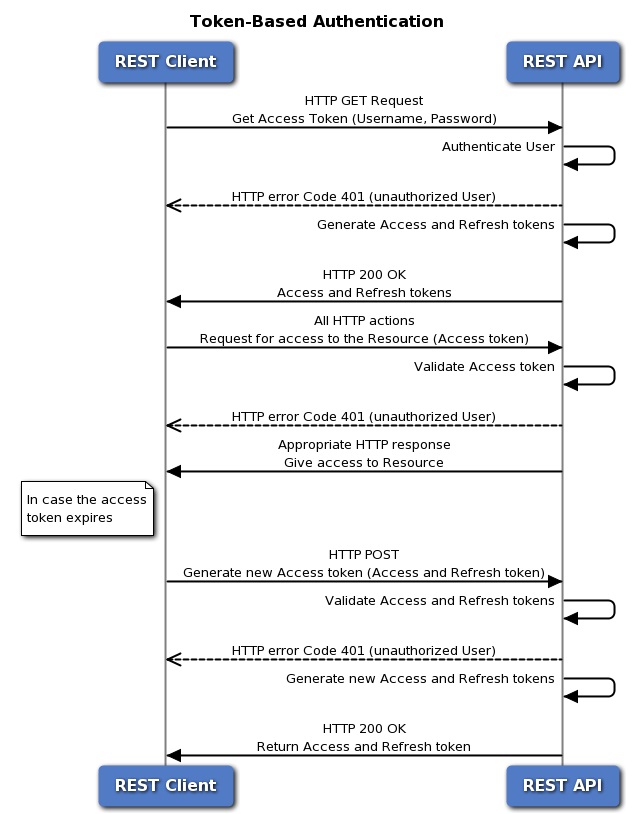 Token-Based Authentication
REST Client
REST API
HTTP GET Request
Get Access Token (Username, Password)
Authenticate User
HTTP error Code 401 (unauthorized User)
Generate Access and Refresh tokens
HTTP 200 OK
Access and Refresh tokens
All HTTP actions
Request for access to the Resource (Access token)
Validate Access token
HTTP error Code 401 (unauthorized User)
Appropriate HTTP response
Give access to Resource
In case the access
token expires
HTTP POST
Generate new Access token (Access and Refresh token)
Validate Access and Refresh tokens
HTTP error Code 401 (unauthorized User)
Generate new Access and Refresh tokens
HTTP 200 OK
Return Access and Refresh token
REST Client
REST API